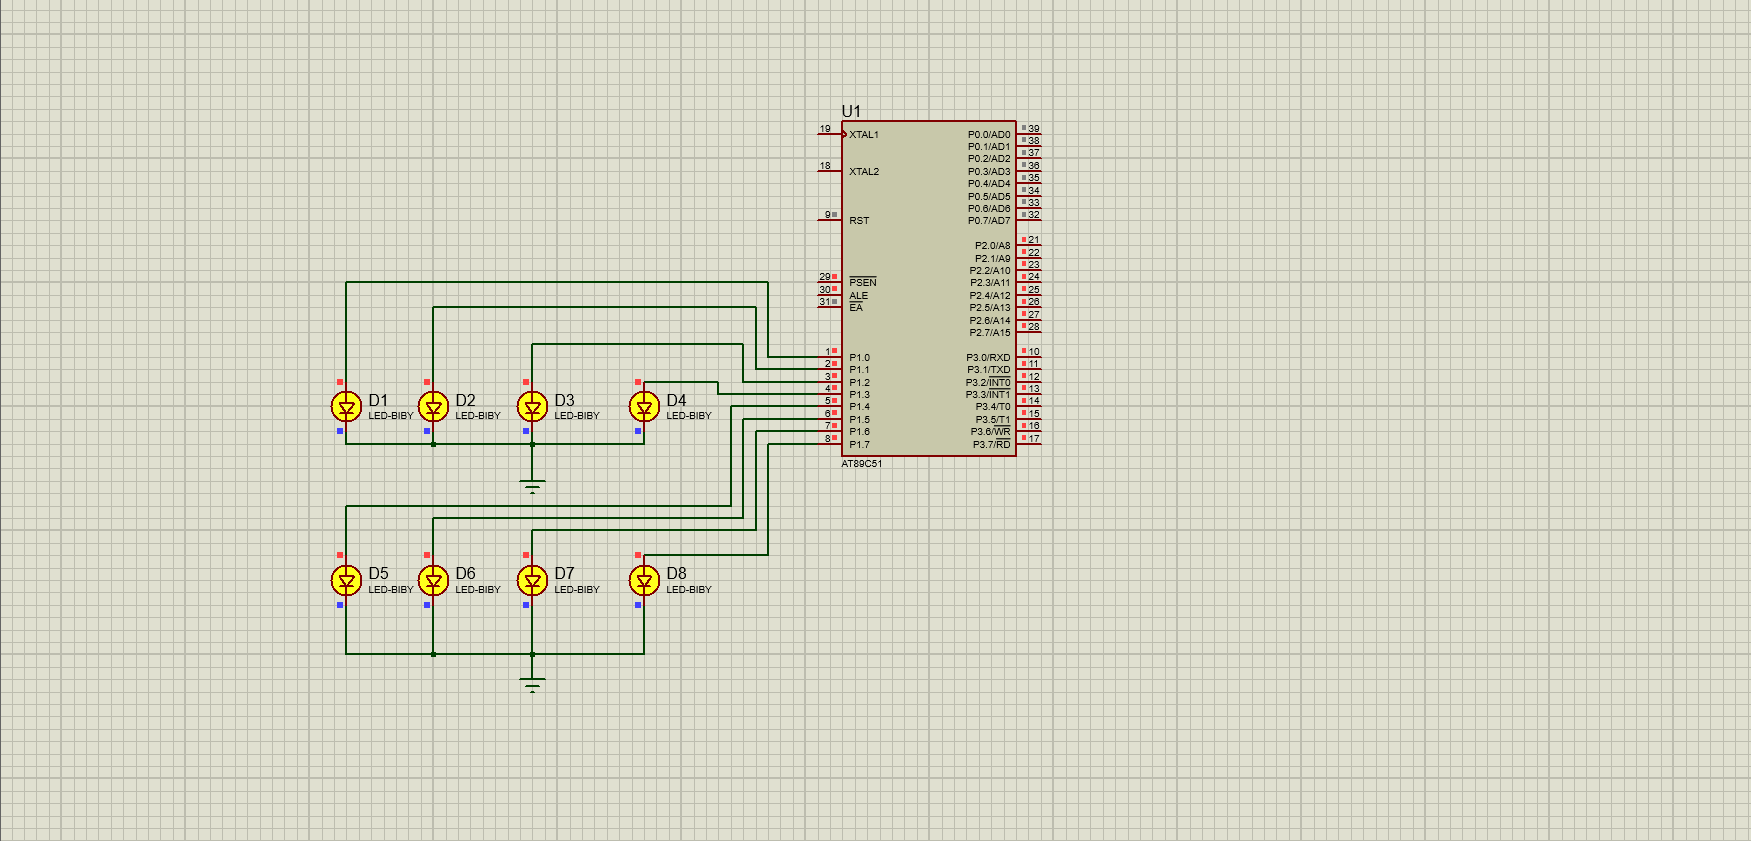 U1
19 XTAL1
18 XTAL2
9 RST
29 PSEN
30 ALE
31 EA
1 P1.0
2 P1.1
3 P1.2
4 P1.3
5 P1.4
6 P1.5
7 P1.6
8 P1.7
P0.0/AD0 39
P0.1/AD1 38
P0.2/AD2 37
P0.3/AD3 36
P0.4/AD4 35
P0.5/AD5 34
P0.6/AD6 33
P0.7/AD7 32
P2.0/A8 21
P2.1/A9 22
P2.2/A10 23
P2.3/A11 24
P2.4/A12 25
P2.5/A13 26
P2.6/A14 27
P2.7/A15 28
P3.0/RXD 10
P3.1/TXD 11
P3.2/INT0 12
P3.3/INT1 13
P3.4/T0 14
P3.5/T1 15
P3.6/WR 16
P3.7/RD 17
AT89C51
D1
LED-BIBY
D2
LED-BIBY
D3
LED-BIBY
D4
LED-BIBY
D5
LED-BIBY
D6
LED-BIBY
D7
LED-BIBY
D8
LED-BIBY